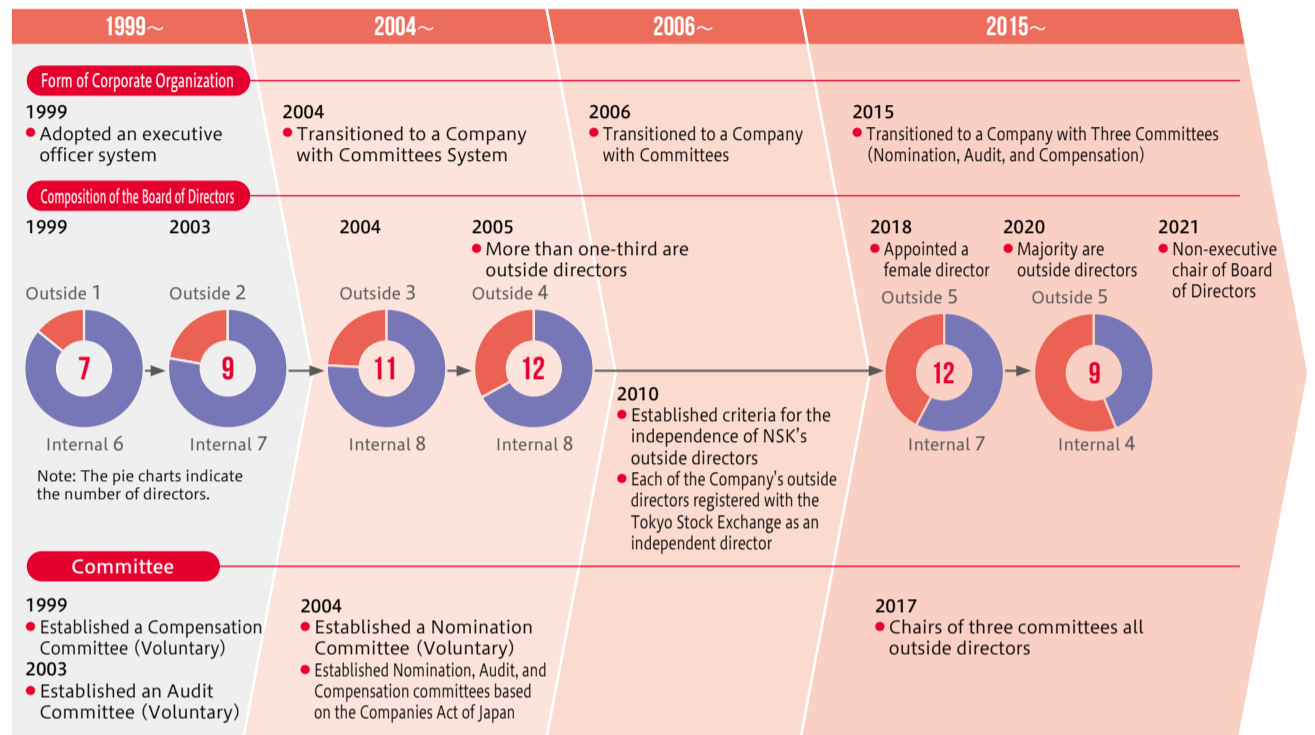 1999～
2004～
2006～
2015～
Form of Corporate Organization
1999
● Adopted an executive
officer system
2004
● Transitioned to a Company
with Committees System
2006
● Transitioned to a Company
with Committees
2015
● Transitioned to a Company with Three Committees
(Nomination, Audit, and Compensation)
Composition of the Board of Directors
1999
Outside 1
7
Internal 6
2003
Outside 2
9
Internal 7
2004
Outside 3
11
Internal 8
2005
● More than one-third are
outside directors
Outside 4
12
Internal 8
2010
● Established criteria for the
independence of NSK's
outside directors
● Each of the Company's outside
directors registered with the
Tokyo Stock Exchange as an
independent director
2018
● Appointed a
female director
Outside 5
12
Internal 7
2020
● Majority are
outside directors
Outside 5
9
Internal 4
2021
● Non-executive
chair of Board
of Directors
Note: The pie charts indicate
the number of directors.
Committee
1999
● Established a Compensation
Committee (Voluntary)
2003
● Established an Audit
Committee (Voluntary)
2004
● Established a Nomination
Committee (Voluntary)
● Established Nomination, Audit, and
Compensation committees based
on the Companies Act of Japan
2017
● Chairs of three committees all
outside directors